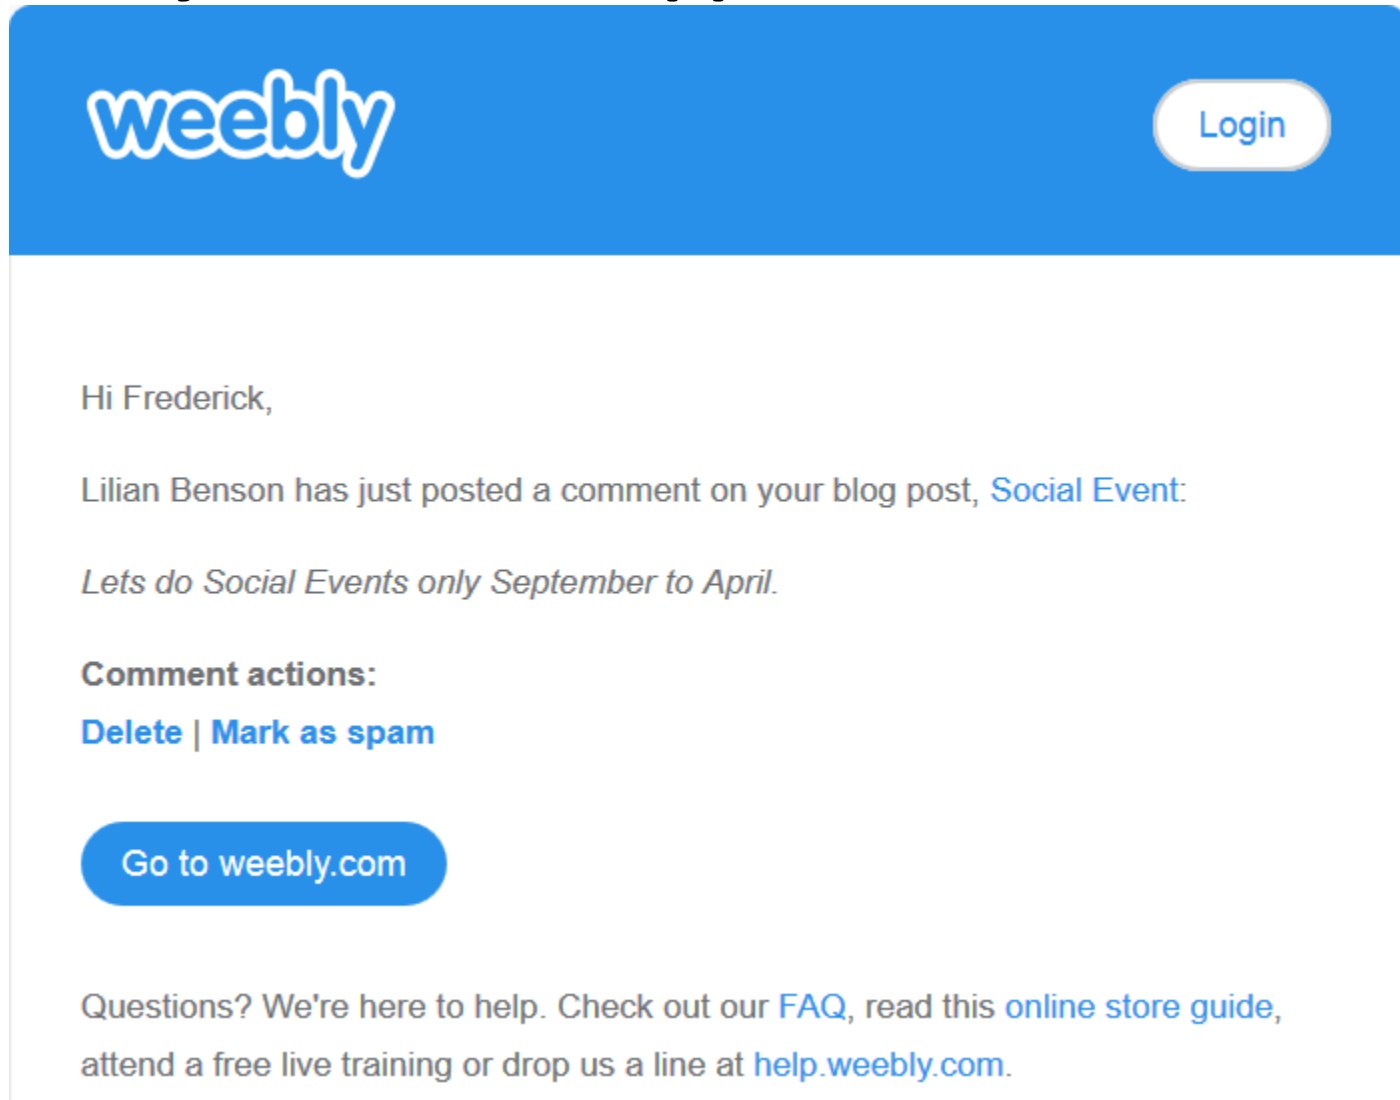 weebly
Login
Hi Frederick,
Lilian Benson has just posted a comment on your blog post, Social Event:
Lets do Social Events only September to April.
Comment actions:
Delete | Mark as spam
Go to weebly.com
Questions? We're here to help. Check out our FAQ, read this online store guide,
attend a free live training or drop us a line at help.weebly.com.